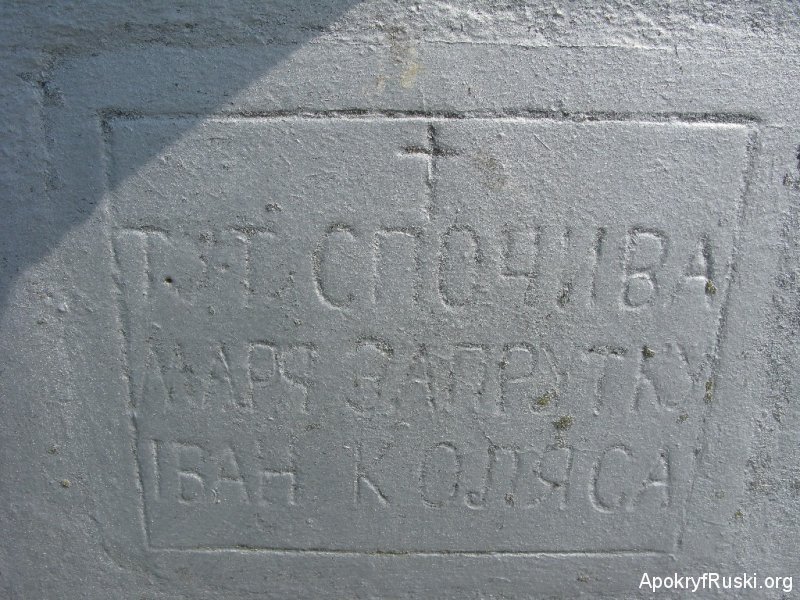 ТУТ СПОЧИВА
МАРЯ ЗАПРУТКУ
ІВАН КОЛЯСА
ApokryfRuski.org